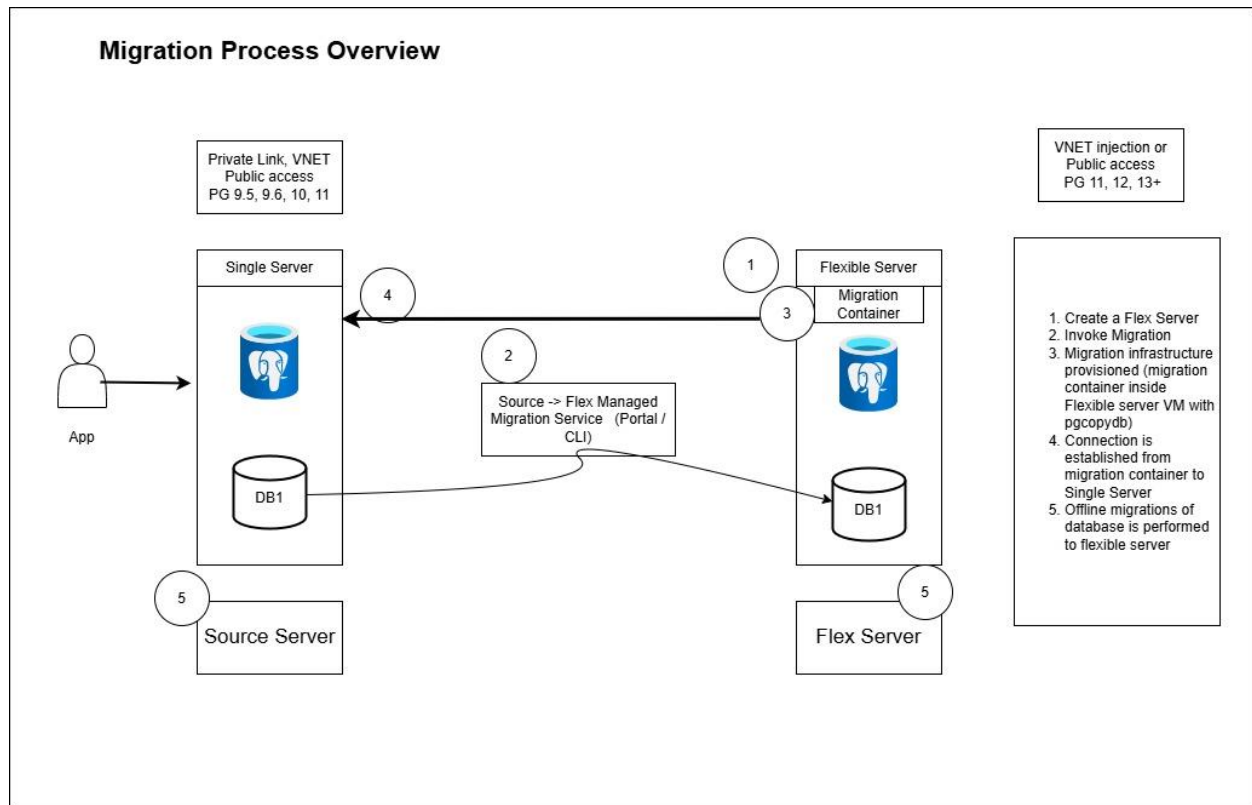 Migration Process Overview
Private Link, VNET
Public access
PG 9.5, 9.6, 10, 11
VNET injection or
Public access
PG 11, 12, 13+
Single Server
1
Flexible Server
4
3
Migration
Container
2
Source -> Flex Managed
Migration Service (Portal /
CLI)
App
DB1
DB1
1. Create a Flex Server
2. Invoke Migration
3. Migration infrastructure
provisioned (migration
container inside
Flexible server VM with
pgcopydb)
4. Connection is
established from
migration container to
Single Server
5. Offline migrations of
database is performed
to flexible server
5
Source Server
5
Flex Server